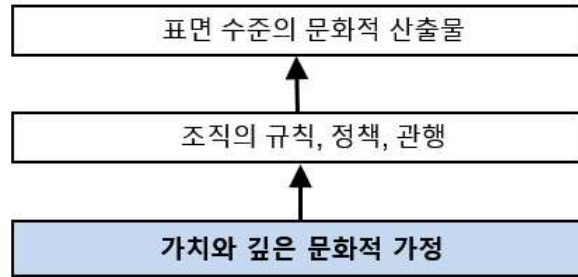 표면 수준의 문화적 산출물
조직의 규칙, 정책, 관행
가치와 깊은 문화적 가정